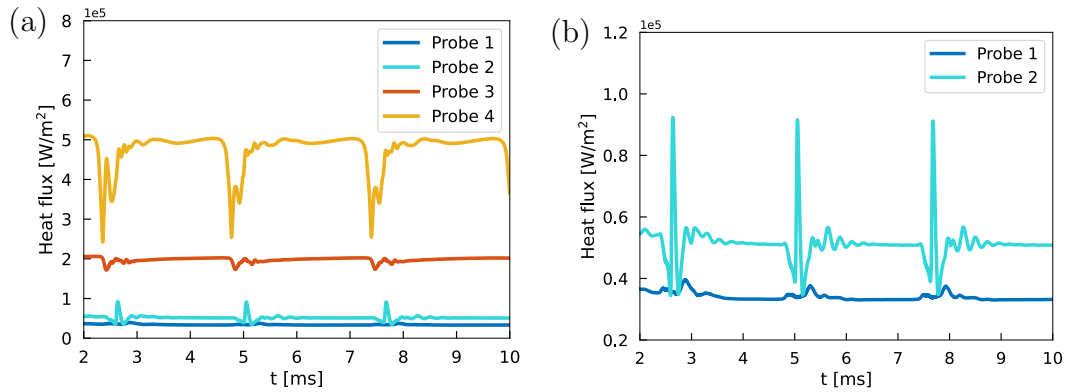 (a)
1e5
8
7
6
5
4
3
2
1
0
Heat flux [W/m²]
2 3 4 5 6 7 8 9 10
t [ms]
Probe 1
Probe 2
Probe 3
Probe 4
(b)
1e5
1.2
1.0
0.8
0.6
0.4
0.2
Heat flux [W/m²]
2 3 4 5 6 7 8 9 10
t [ms]
Probe 1
Probe 2